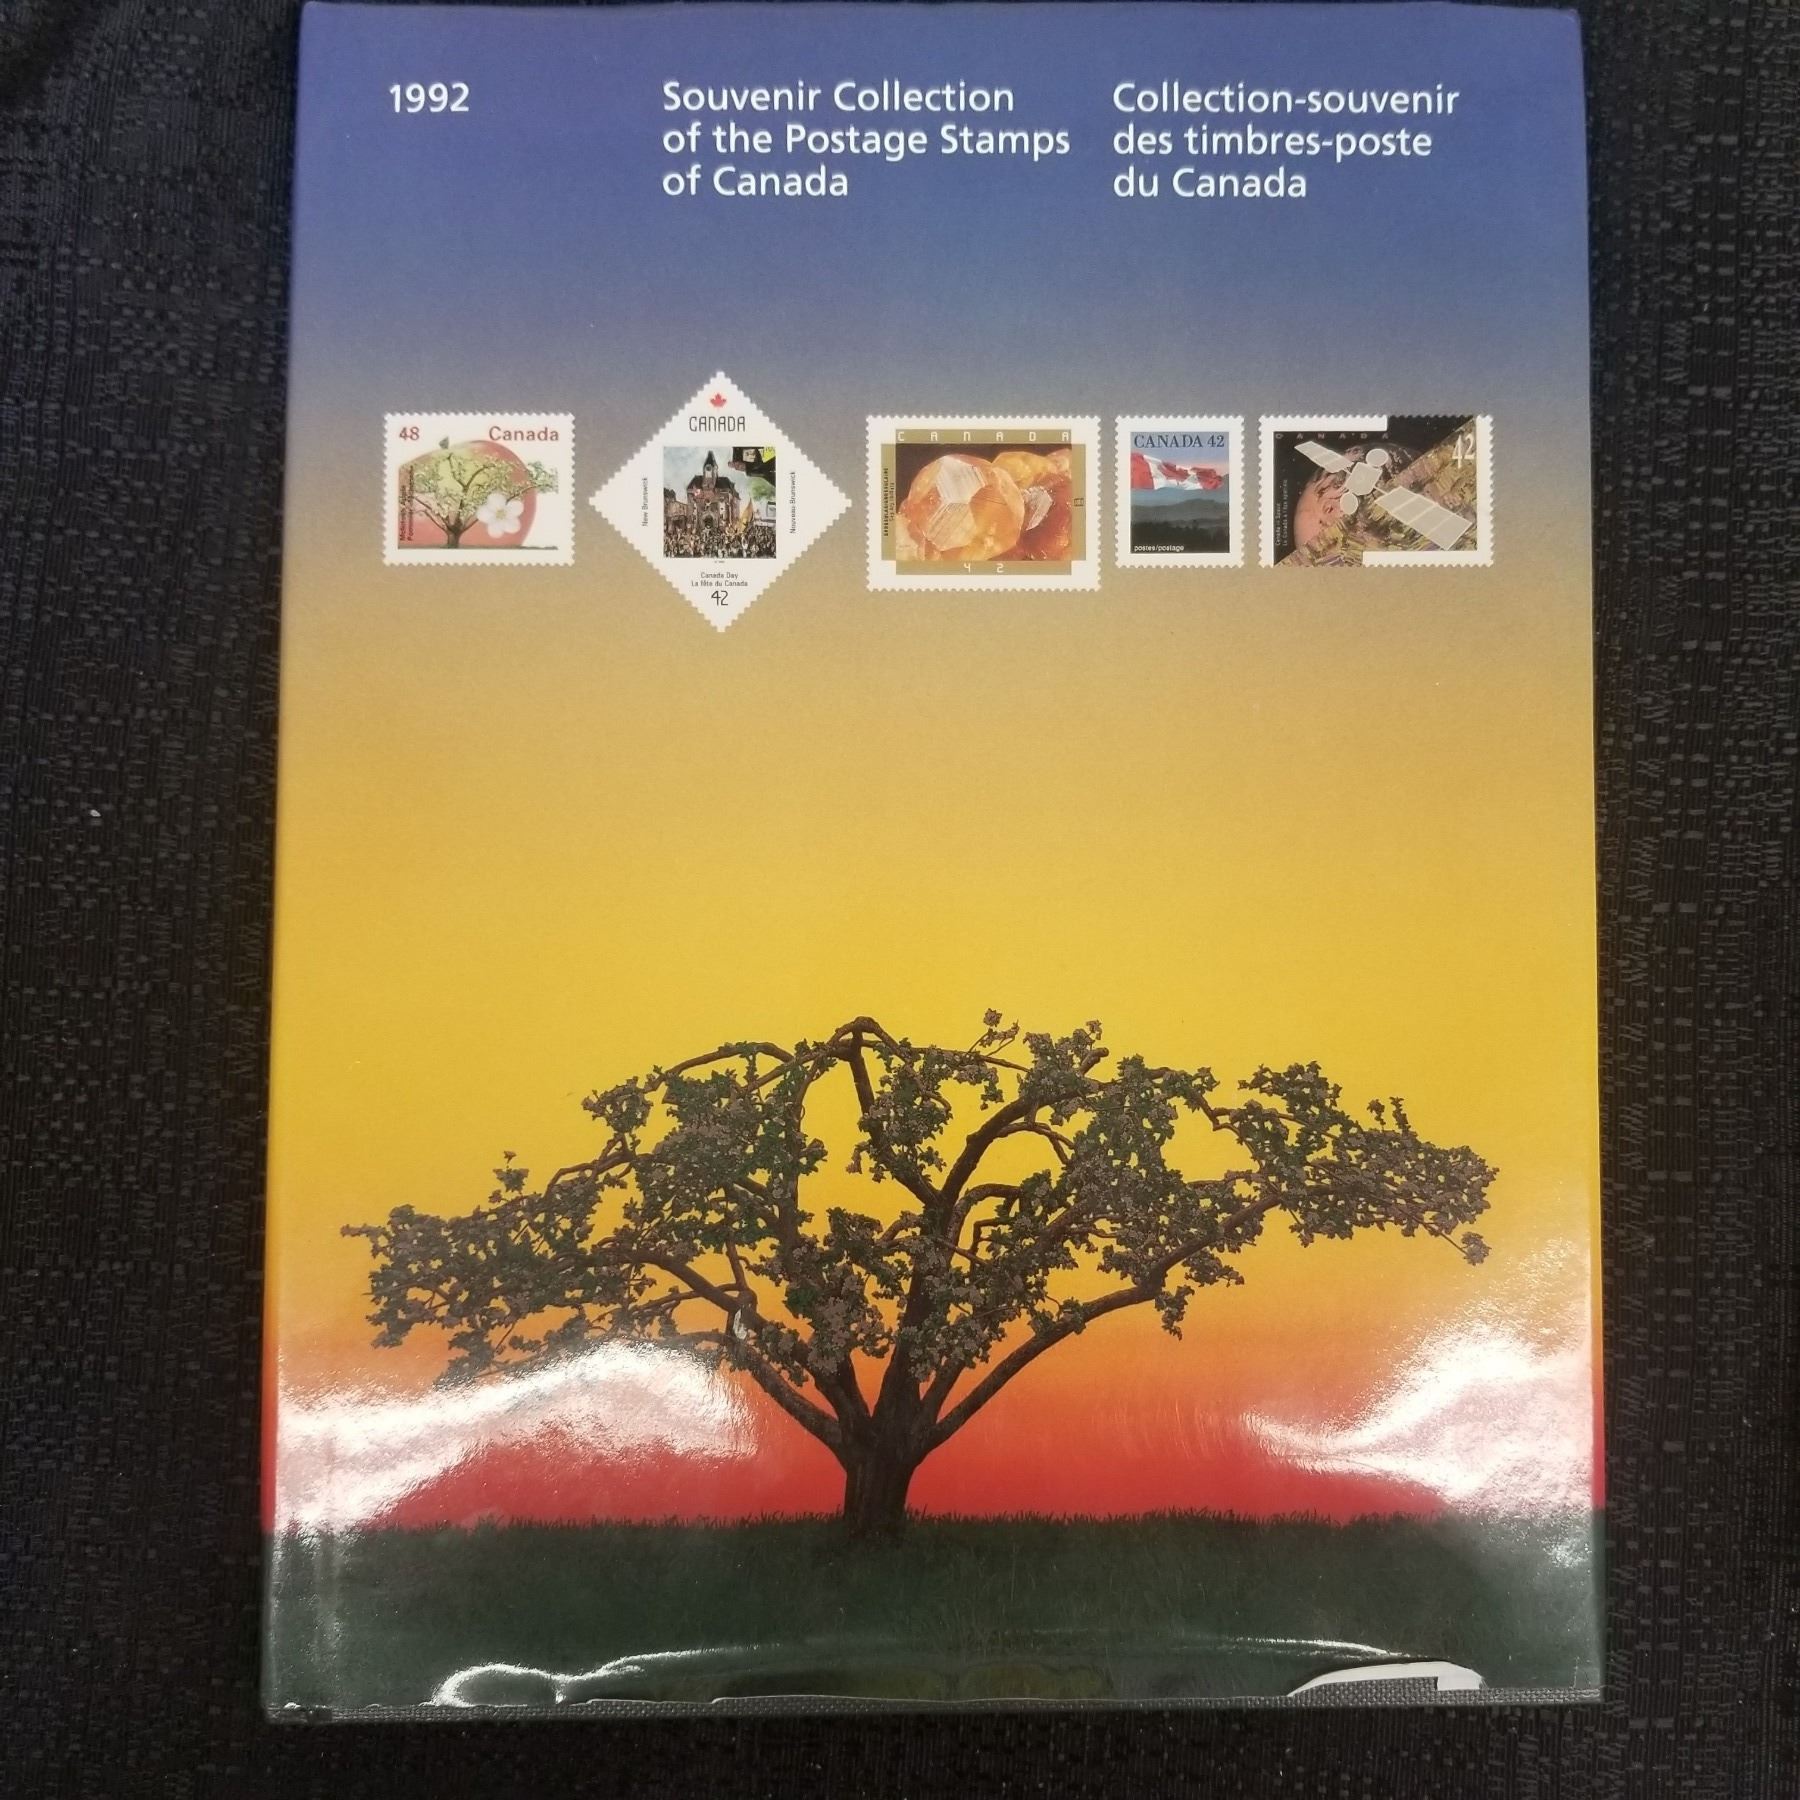 1992
Souvenir Collection
of the Postage Stamps
of Canada
Collection-souvenir
des timbres-poste
du Canada
48 Canada
CANADA
New Brunswick
Nouveau-Brunswick
Canada Day
La fête du Canada
42
CANADA
42
CANADA 42
postes/postage
CANADA
42